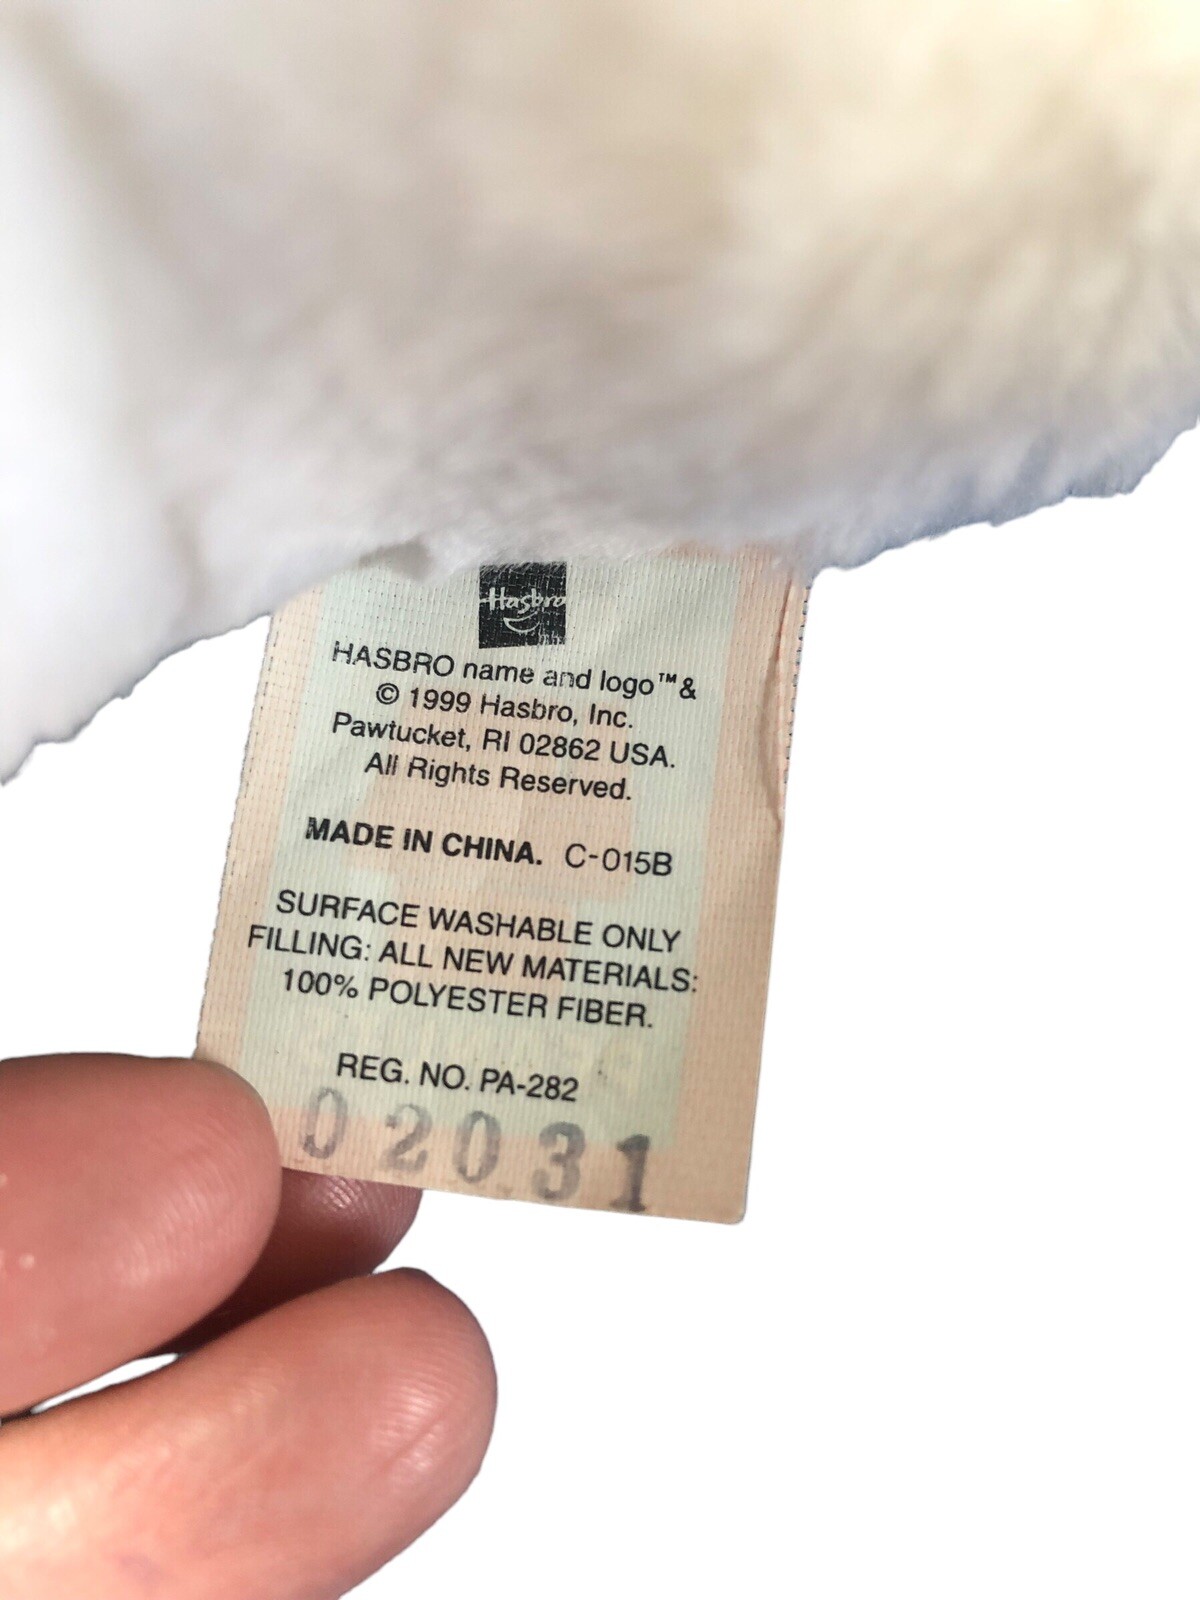 Hasbro
HASBRO name and logo™ &
© 1999 Hasbro, Inc.
Pawtucket, RI 02862 USA.
All Rights Reserved.
MADE IN CHINA. C-015B
SURFACE WASHABLE ONLY
FILLING: ALL NEW MATERIALS:
100% POLYESTER FIBER.
REG. NO. PA-282
02031